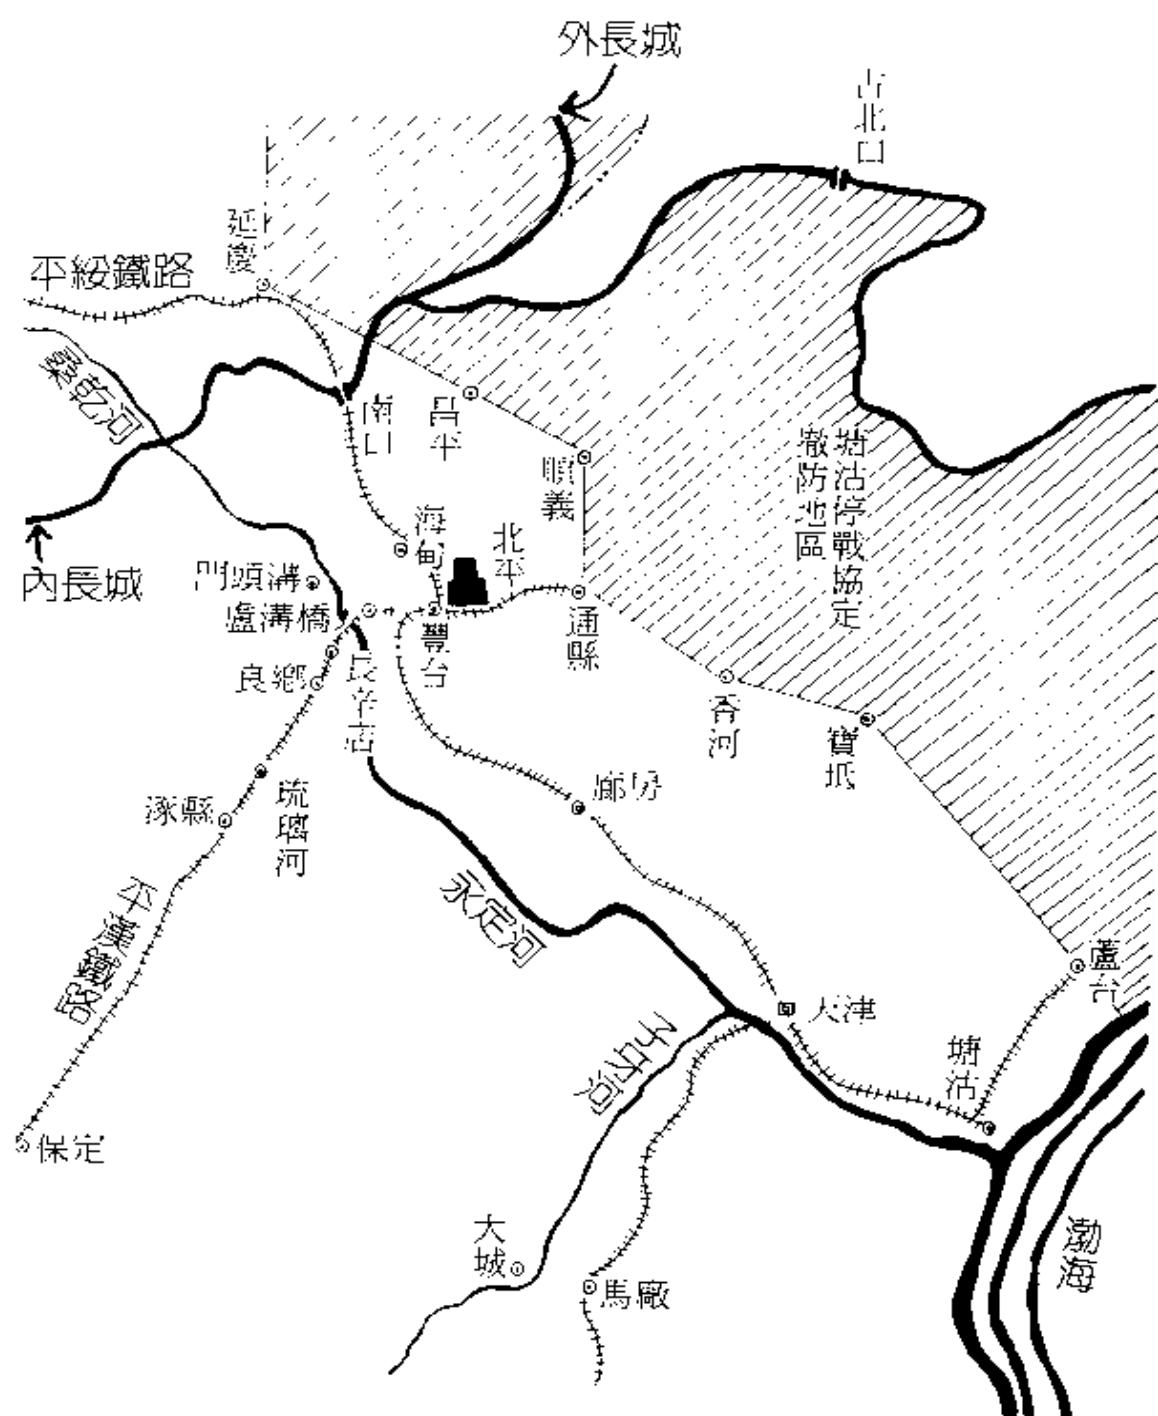 外長城
古北口
延慶
平綏鐵路
桑乾河
南口
昌平
順義
塘沽停戰協定
撤防地區
海甸
北平
內長城
門頭溝
盧溝橋
豐台
通縣
良鄉
長辛店
香河
寶坻
廊房
琉璃河
涿縣
平漢鐵路
永定河
蘆台
天津
子牙河
塘沽
保定
大城
馬廠
渤海